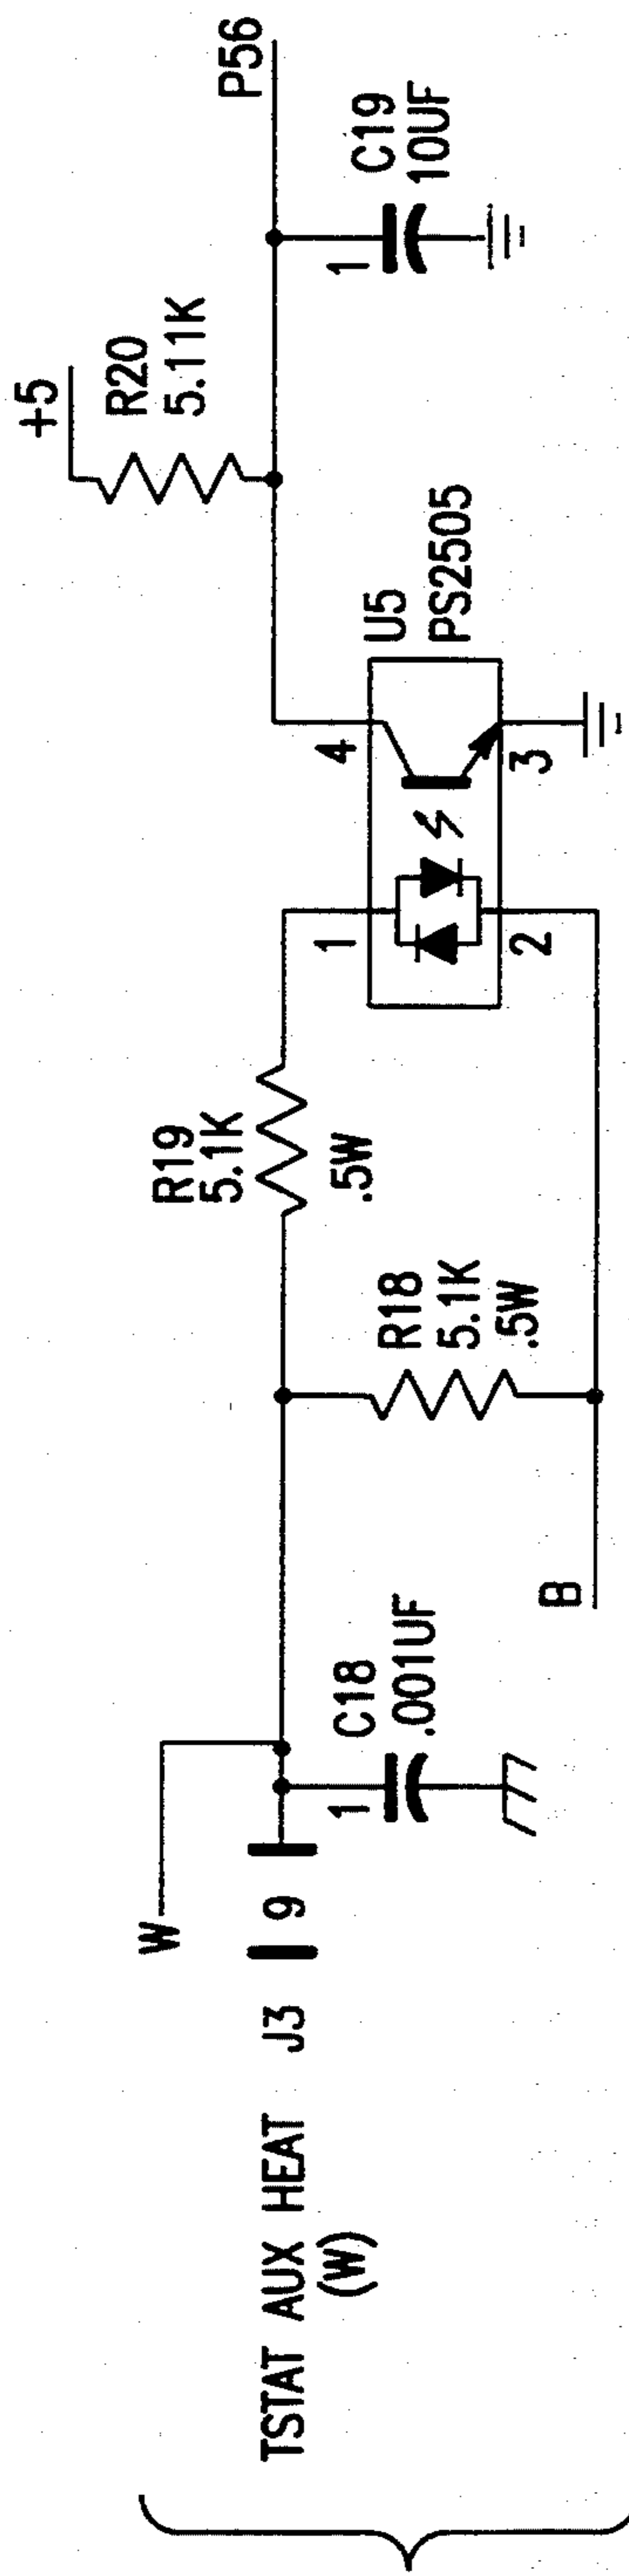 TSTAT AUX HEAT J3
(W)
9
W
1
C18
.001UF
B
R18
5.1K
.5W
R19
5.1K
.5W
1
2
4
3
U5
PS2505
+5
R20
5.11K
1
C19
10UF
P56